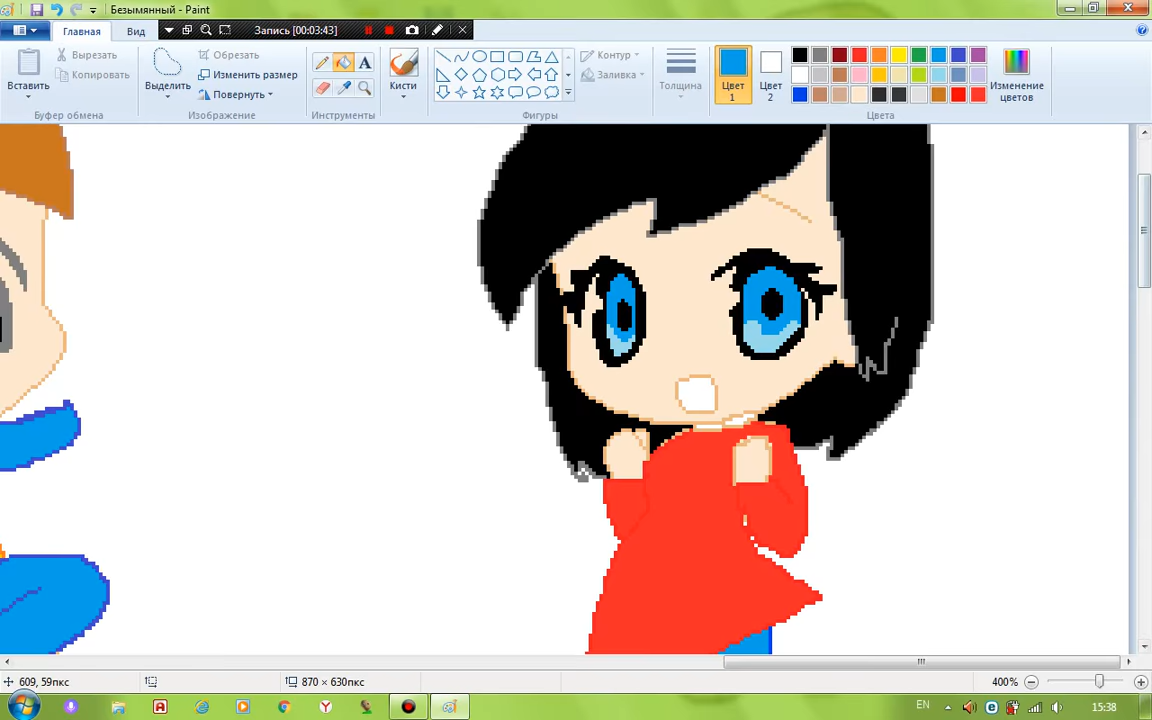 Безымянный - Paint
Главная
Вид
Запись [00:03:43]
Вставить
Вырезать
Копировать
Буфер обмена
Выделить
Обрезать
Изменить размер
Повернуть
Изображение
A
Инструменты
Кисти
Контур
Заливка
Фигуры
Толщина
Цвет 1
Цвет 2
Изменение цветов
Цвета
609, 59пкс
870 × 630пкс
400%
EN
15:38